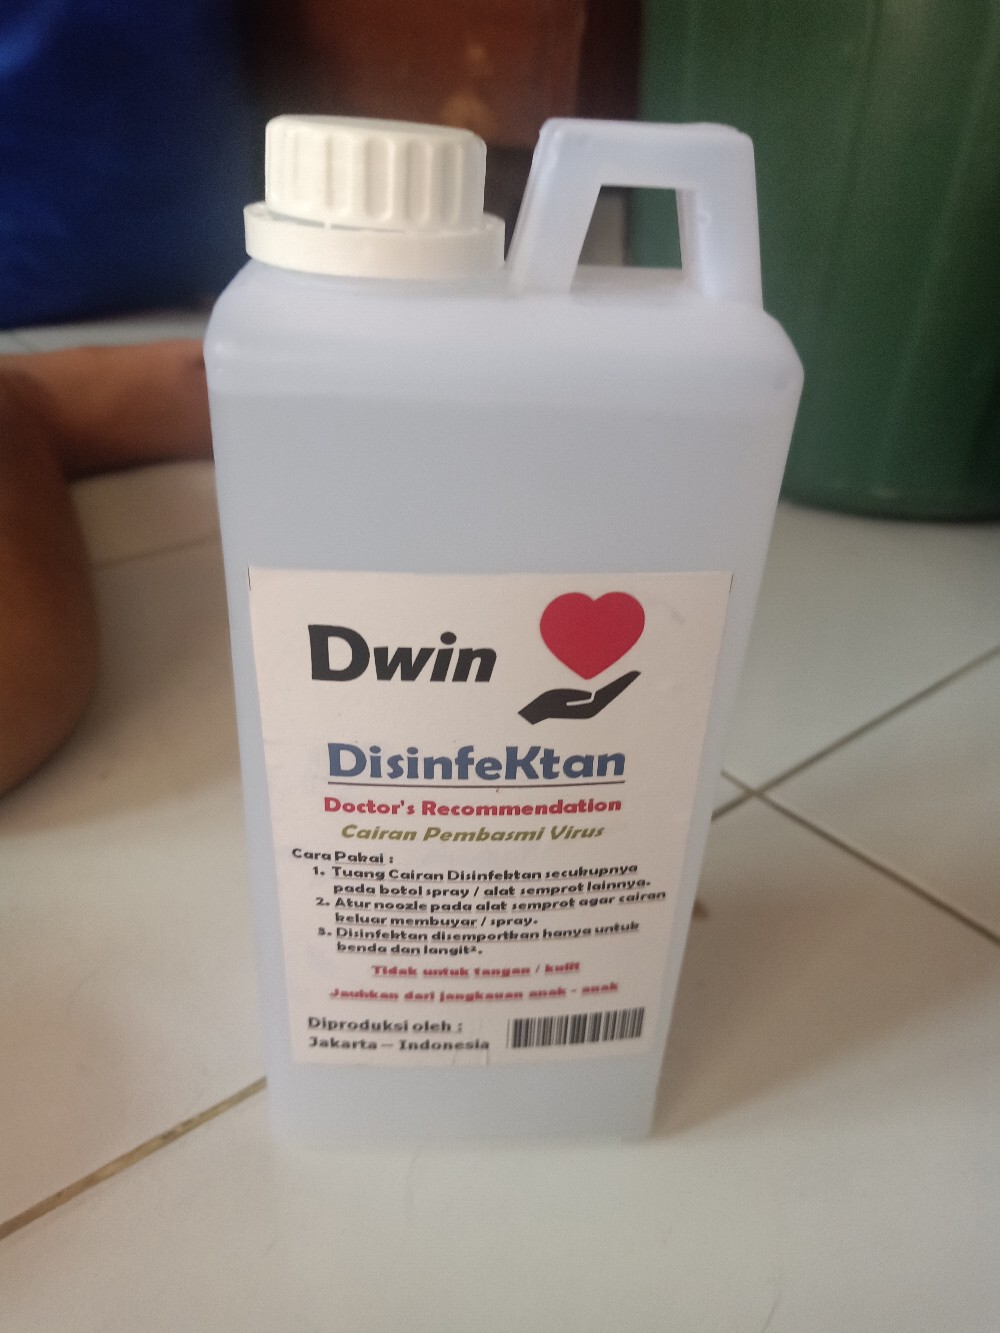 Dwin
DisinfeKtan
Doctor's Recommendation
Cairan Pembasmi Virus
Cara Pakai :
1. Tuang Cairan Disinfektan secukupnya
pada botol spray / alat semprot lainnya.
2. Atur noozle pada alat semprot agar cairan
keluar membuyar / spray.
3. Disinfektan disemportkan hanya untuk
benda dan langit².
Tidak untuk tangan / kulit
Jauhkan dari jangkauan anak - anak
Diproduksi oleh :
Jakarta – Indonesia